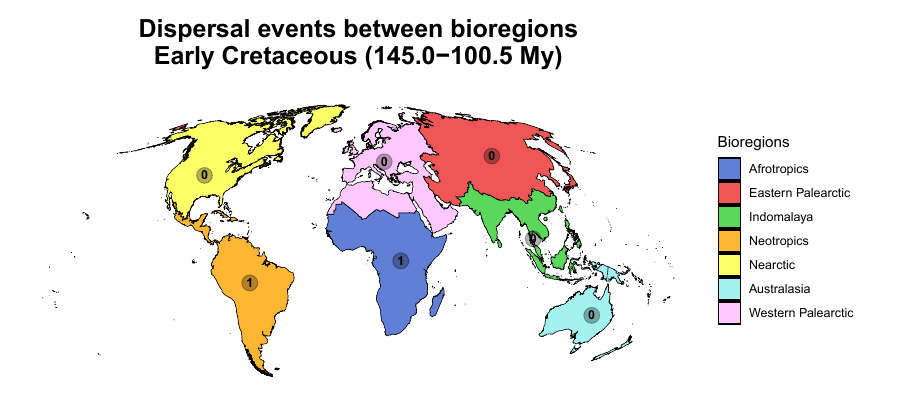 Dispersal events between bioregions
Early Cretaceous (145.0−100.5 My)
Bioregions
Afrotropics
Eastern Palearctic
Indomalaya
Neotropics
Nearctic
Australasia
Western Palearctic
0
0
0
0
1
1
0